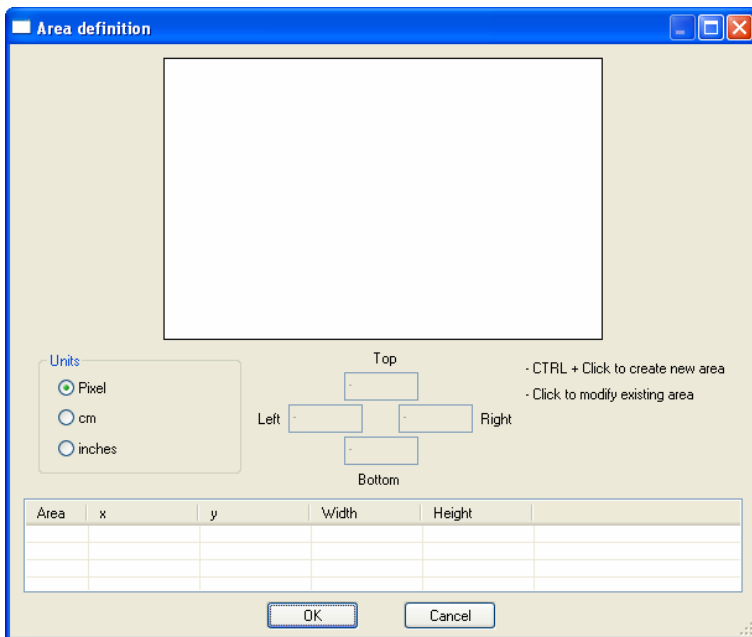 Area definition
Units
Pixel
cm
inches
Top
-
Left - - Right
-
Bottom
- CTRL + Click to create new area
- Click to modify existing area
Area x y Width Height
OK Cancel